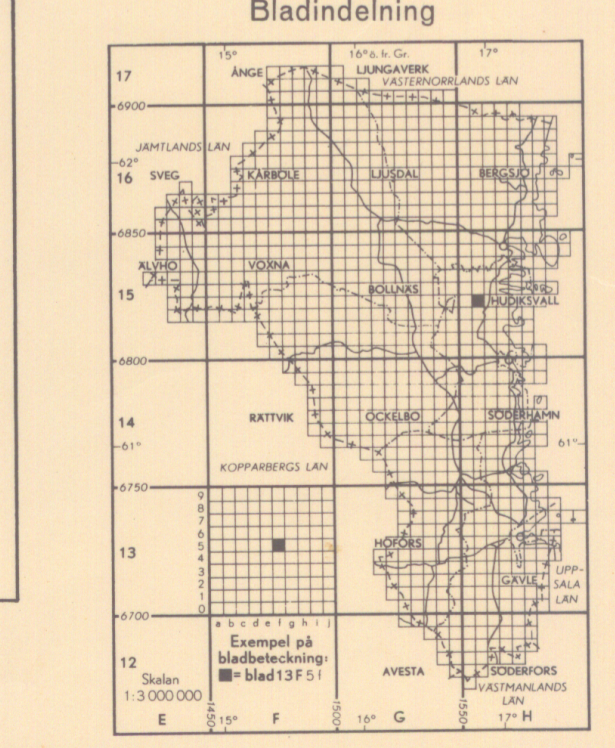 Bladindelning
15° 16° ö. fr. Gr. 17°
17 ÅNGE LJUNGAVERK
VÄSTERNORRLANDS LÄN
6900
JÄMTLANDS LÄN
62°
16 SVEG KÅRBÖLE LJUSDAL BERGSJÖ
6850
ÄLVHO VOXNA
15 BOLLNÄS HUDIKSVALL
6800
14 RÄTTVIK OCKELBO SÖDERHAMN
61° 61°
KOPPARBERGS LÄN
6750
9
8
7
6
5
4
3
2
1
0
13 HOFORS
GÄVLE
UPP-
SALA
LÄN
6700
a b c d e f g h i j
Exempel på
bladbeteckning:
= blad 13 F 5 f
12 AVESTA SÖDERFORS
Skalan
1:3 000 000
VÄSTMANLANDS
LÄN
1450 1500 1550
E 15° F 16° G 17° H